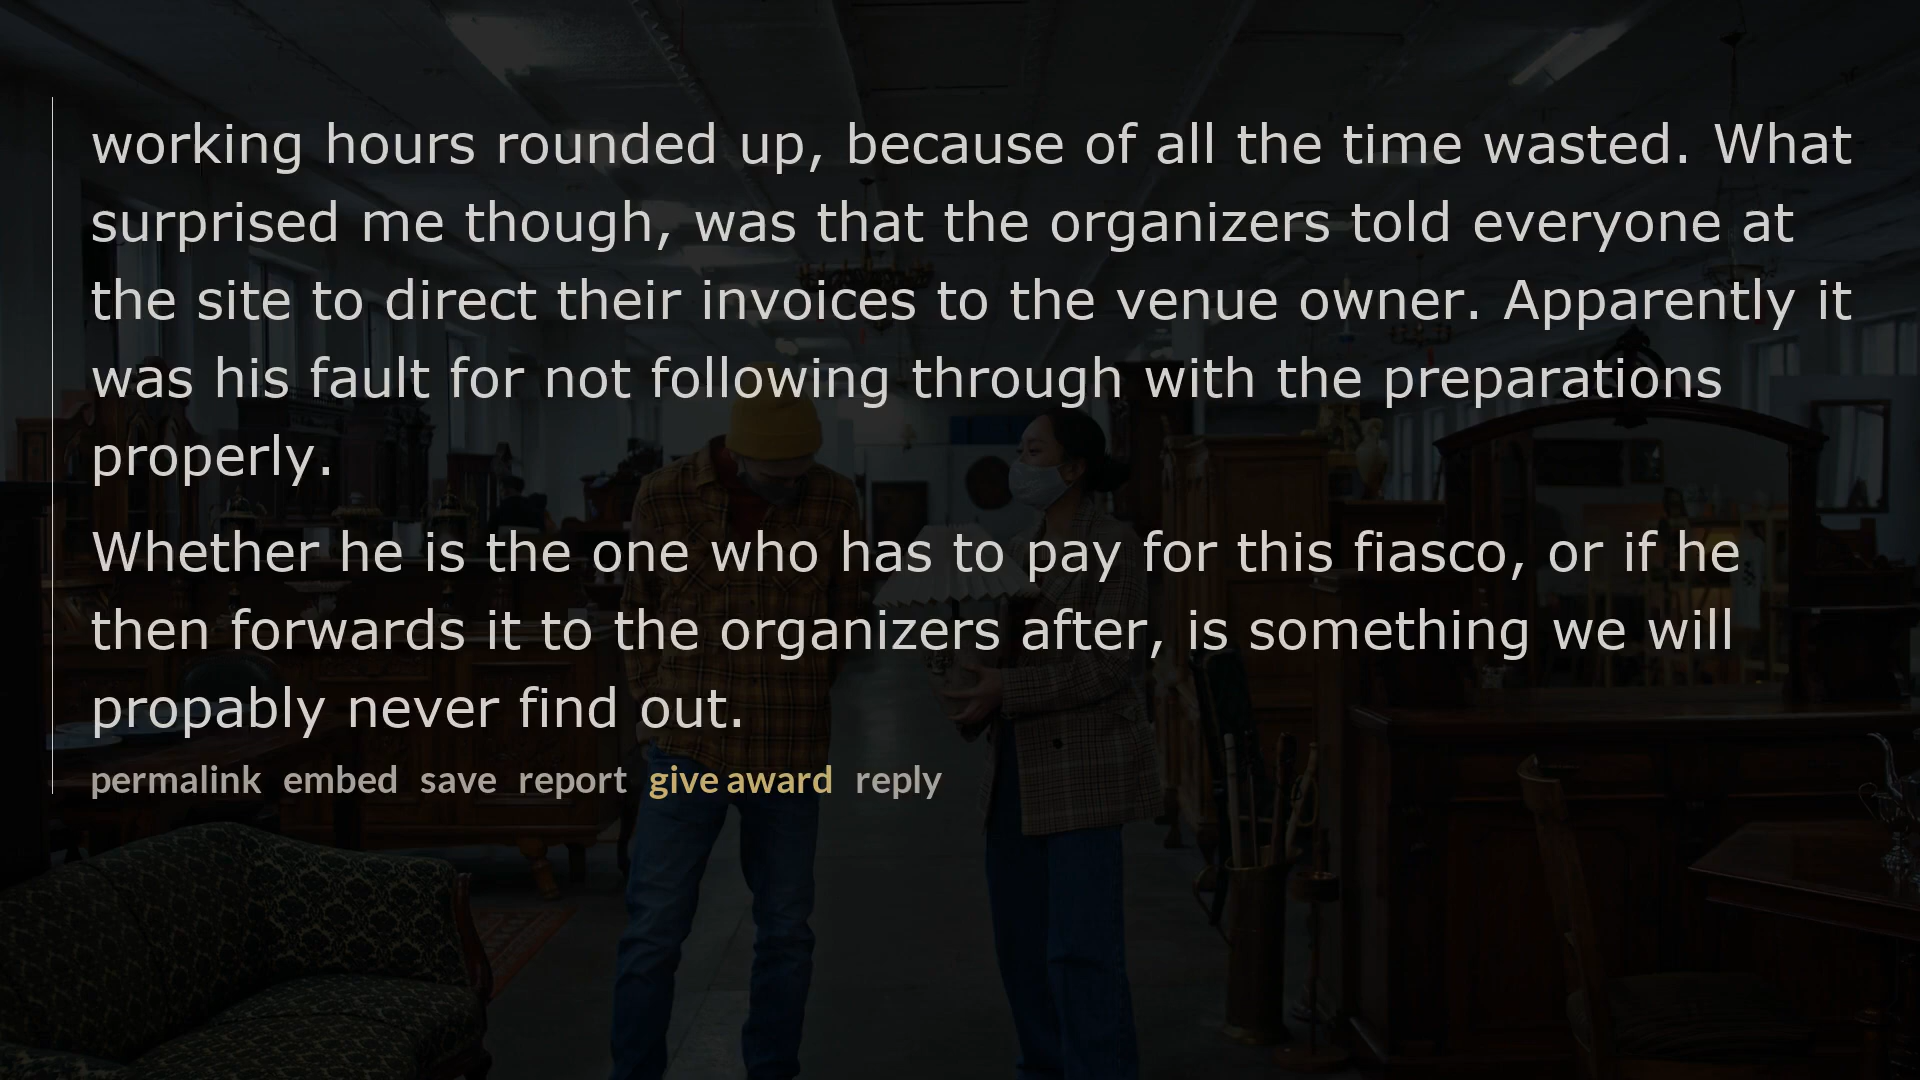 working hours rounded up, because of all the time wasted. What
surprised me though, was that the organizers told everyone at
the site to direct their invoices to the venue owner. Apparently it
was his fault for not following through with the preparations
properly.
Whether he is the one who has to pay for this fiasco, or if he
then forwards it to the organizers after, is something we will
propably never find out.
permalink embed save report give award reply